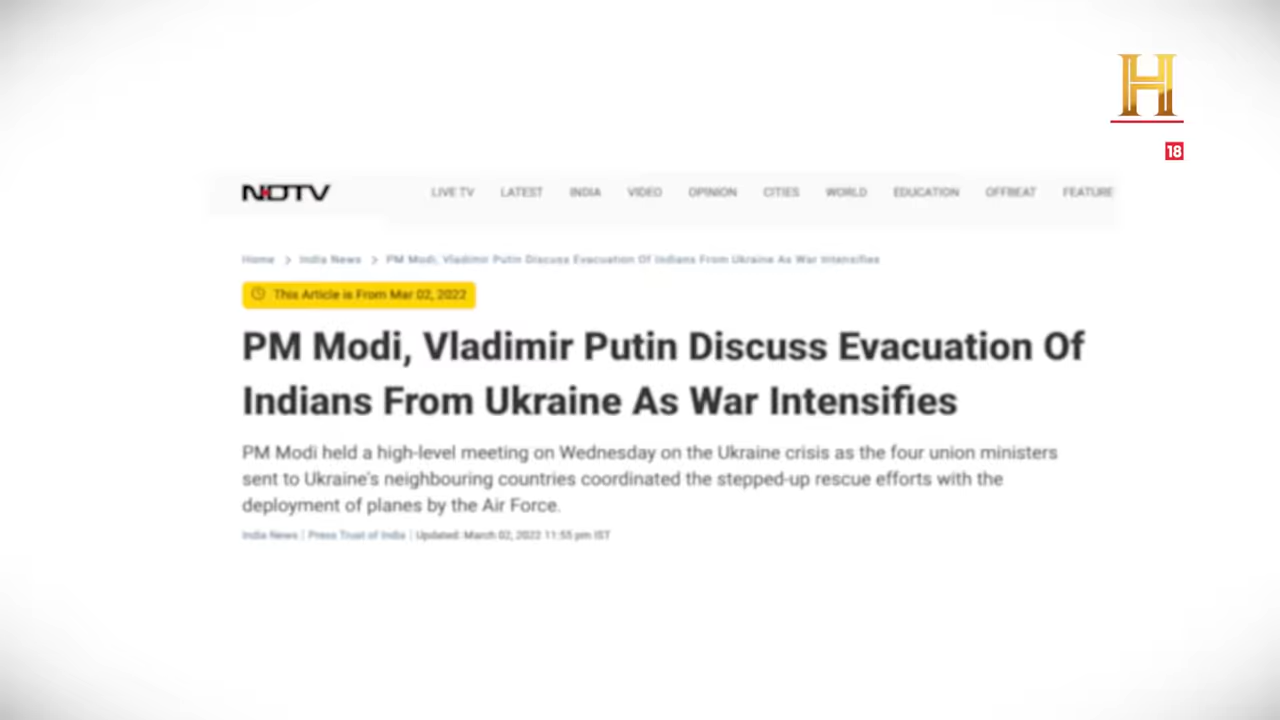 H
18
NDTV LIVE TV LATEST INDIA VIDEO OPINION CITIES WORLD EDUCATION OFFBEAT FEATURE
Home > India News > PM Modi, Vladimir Putin Discuss Evacuation Of Indians From Ukraine As War Intensifies
This Article is From Mar 02, 2022
PM Modi, Vladimir Putin Discuss Evacuation Of
Indians From Ukraine As War Intensifies
PM Modi held a high-level meeting on Wednesday on the Ukraine crisis as the four union ministers
sent to Ukraine's neighbouring countries coordinated the stepped-up rescue efforts with the
deployment of planes by the Air Force.
India News | Press Trust of India | Updated: March 02, 2022 11:55 pm IST